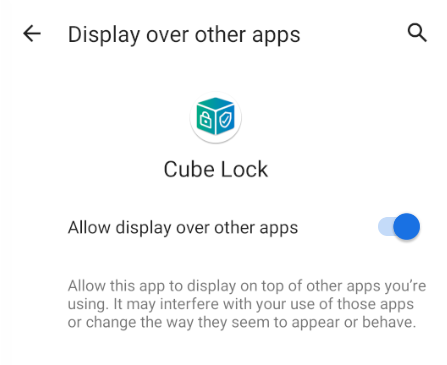 Display over other apps
Cube Lock
Allow display over other apps
Allow this app to display on top of other apps you're
using. It may interfere with your use of those apps
or change the way they seem to appear or behave.